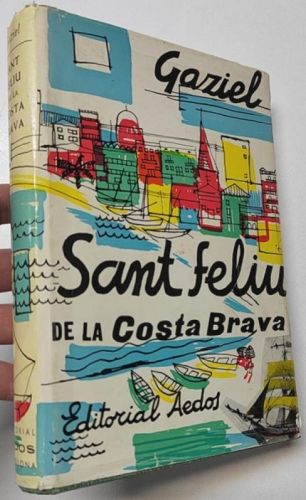 Gaziel
Sant feliu
DE LA Costa Brava
Editorial Aedos